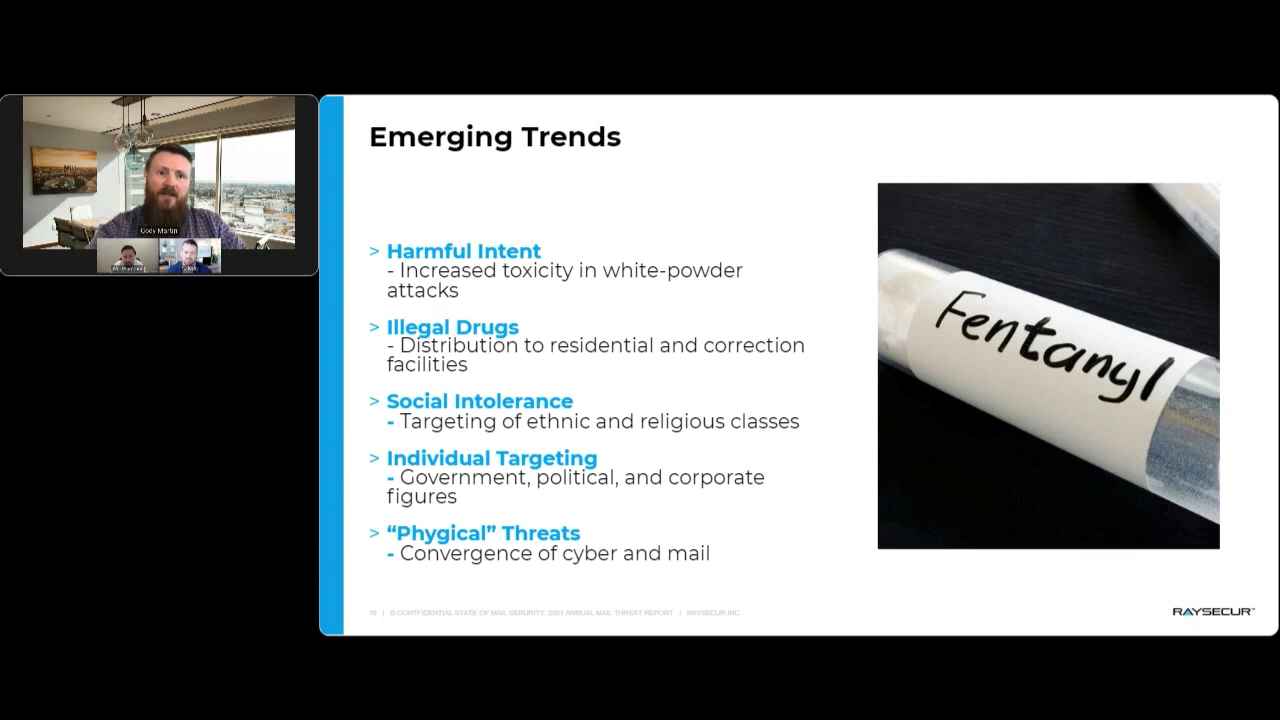 Emerging Trends
> Harmful Intent
- Increased toxicity in white-powder
attacks
> Illegal Drugs
- Distribution to residential and correction
facilities
> Social Intolerance
- Targeting of ethnic and religious classes
> Individual Targeting
- Government, political, and corporate
figures
> “Phygical” Threats
- Convergence of cyber and mail
Fentanyl
Cody Martin
| © CONTFIDENTIAL STATE OF MAIL SERURITY, 2021 ANNUAL MAIL THREAT REPORT | RAYSECUR INC.
RAYSECUR